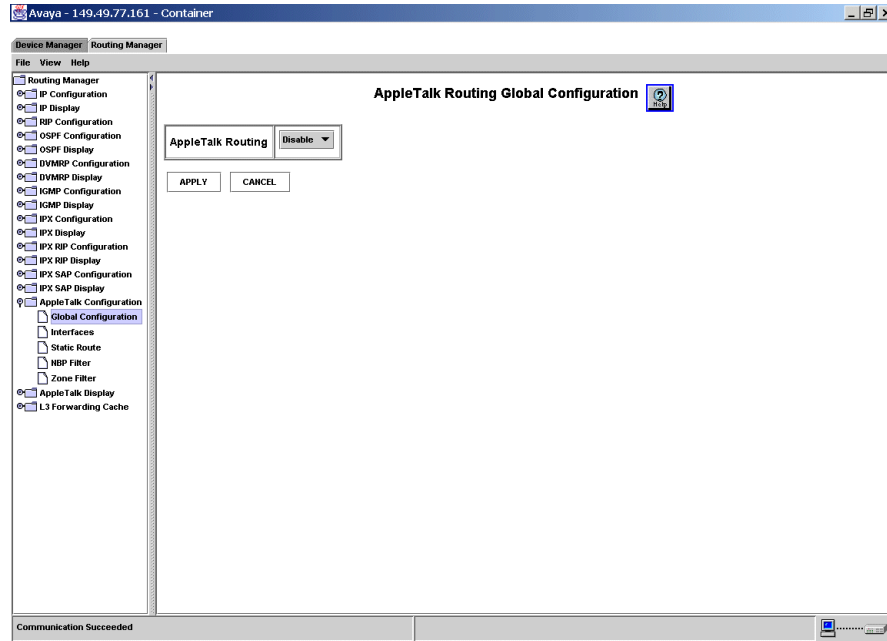 Avaya - 149.49.77.161 - Container
Device Manager Routing Manager
File View Help
Routing Manager
IP Configuration
IP Display
RIP Configuration
OSPF Configuration
OSPF Display
DVMRP Configuration
DVMRP Display
IGMP Configuration
IGMP Display
IPX Configuration
IPX Display
IPX RIP Configuration
IPX RIP Display
IPX SAP Configuration
IPX SAP Display
AppleTalk Configuration
Global Configuration
Interfaces
Static Route
NBP Filter
Zone Filter
AppleTalk Display
L3 Forwarding Cache
AppleTalk Routing Global Configuration
Help
AppleTalk Routing Disable
APPLY CANCEL
Communication Succeeded